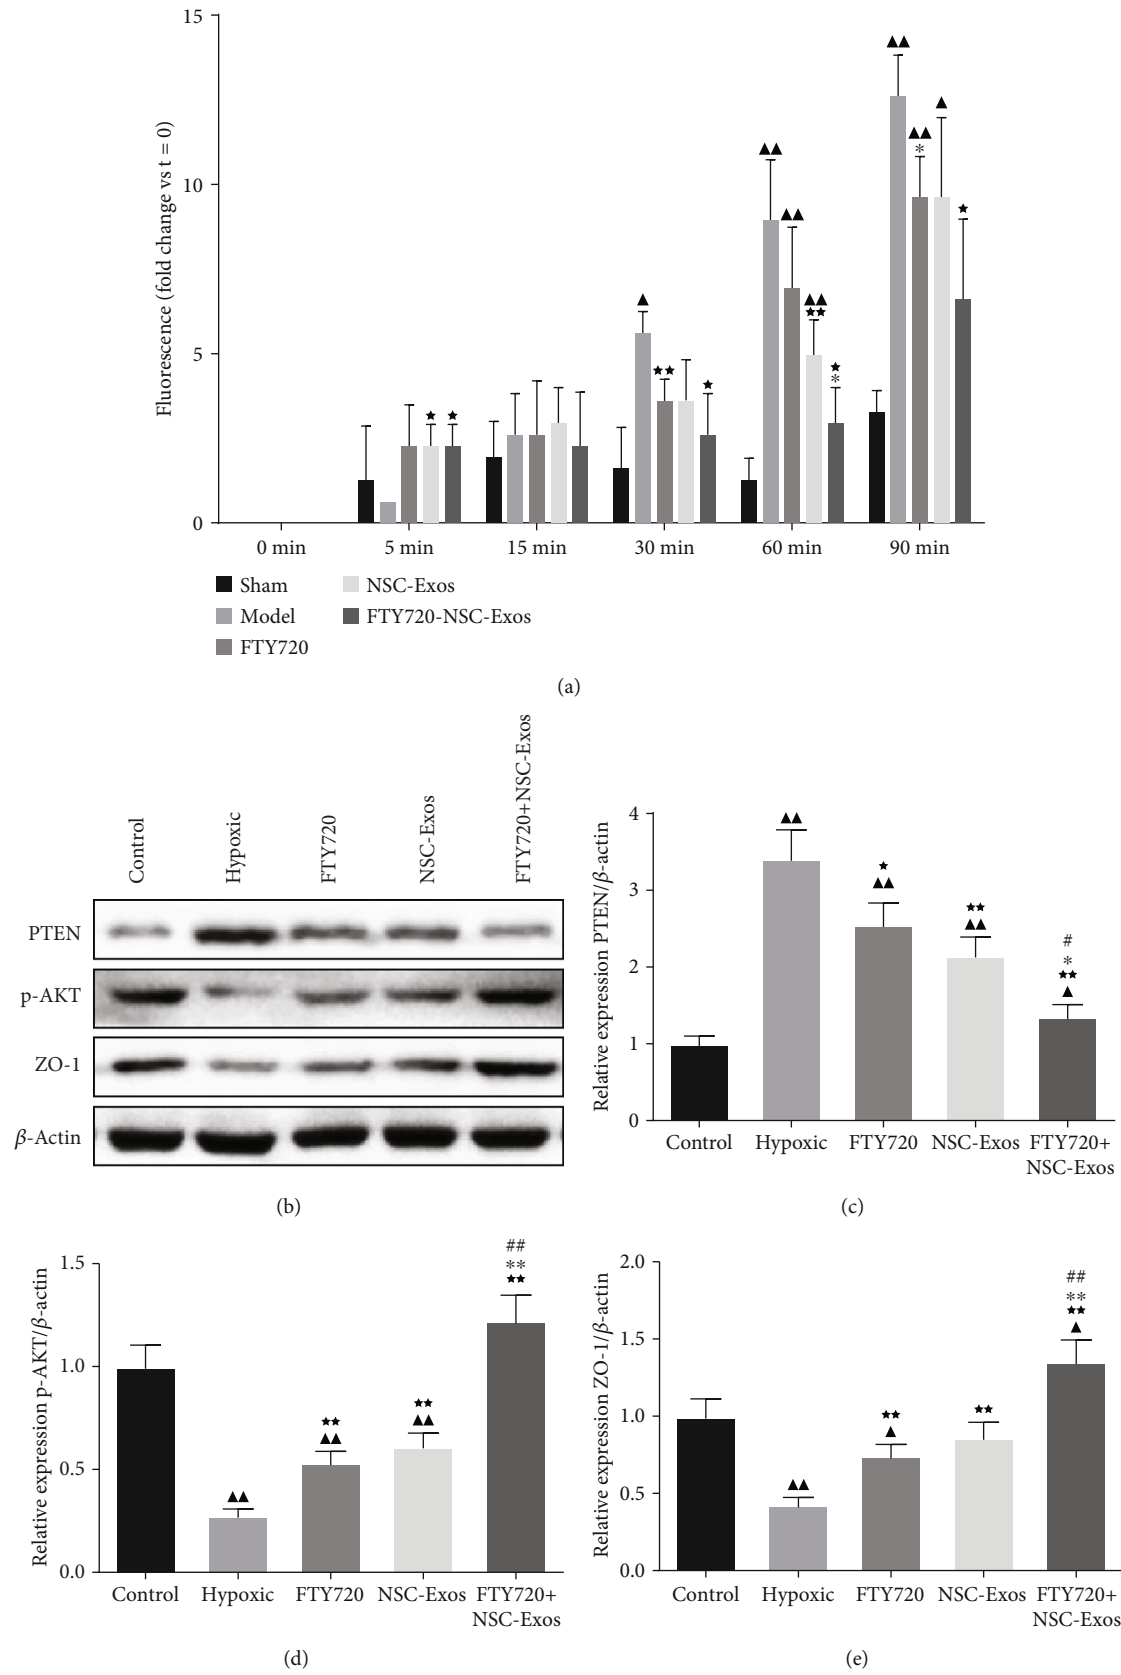 15
10
5
0
Fluorescence (fold change vs t = 0)
▲▲
▲
▲▲
*
▲▲
★
▲▲
▲
▲▲
★★
★★
★
*
★
★
★
0 min 5 min 15 min 30 min 60 min 90 min
Sham NSC-Exos
Model FTY720-NSC-Exos
FTY720
(a)
Control
Hypoxic
FTY720
NSC-Exos
FTY720+NSC-Exos
PTEN
p-AKT
ZO-1
β-Actin
(b)
Relative expression PTEN/β-actin
4
3
2
1
0
▲▲
★
▲▲
★★
▲▲
#
*
★★
▲
Control Hypoxic FTY720 NSC-Exos FTY720+
NSC-Exos
(c)
Relative expression p-AKT/β-actin
1.5
1.0
0.5
0.0
▲▲
★★
▲▲
★★
▲▲
##
**
★★
Control Hypoxic FTY720 NSC-Exos FTY720+
NSC-Exos
(d)
Relative expression ZO-1/β-actin
2.0
1.5
1.0
0.5
0.0
▲▲
★★
▲
★★
##
**
★★
▲
Control Hypoxic FTY720 NSC-Exos FTY720+
NSC-Exos
(e)